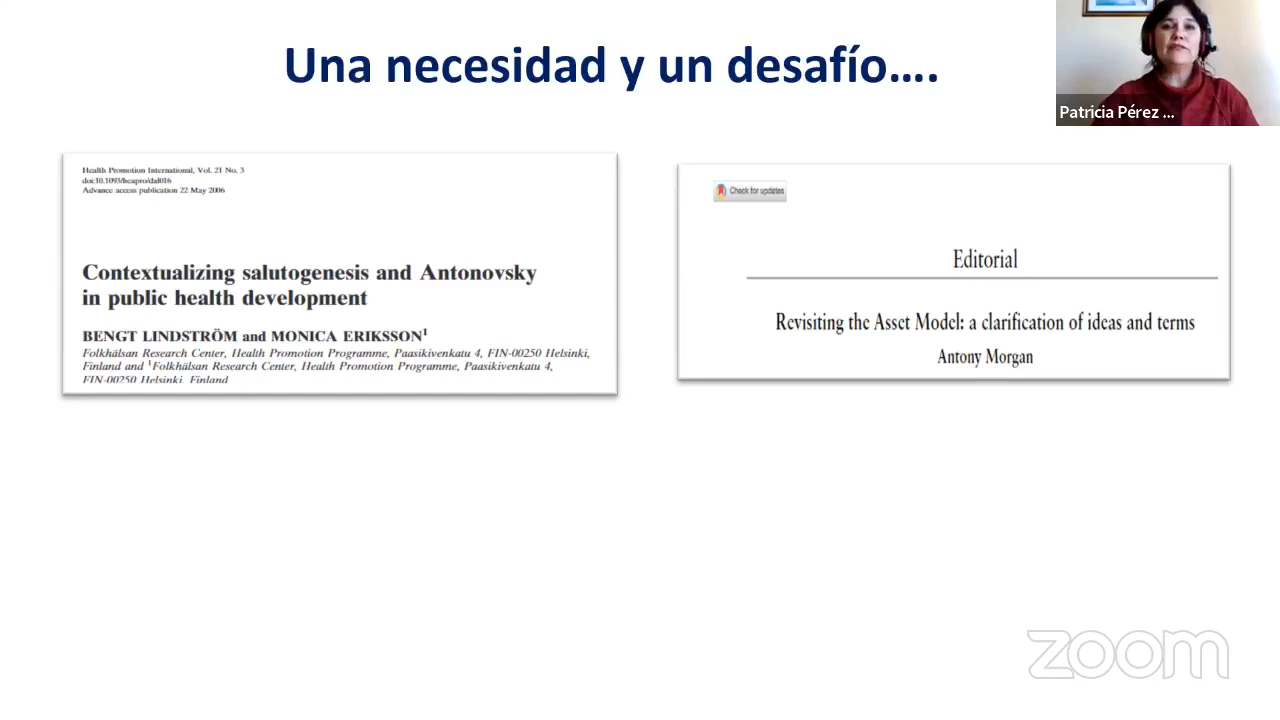 Una necesidad y un desafío....
Patricia Pérez ...
Health Promotion International, Vol. 21 No. 3
doi:10.1093/heapro/dal016
Advance access publication 22 May 2006
Contextualizing salutogenesis and Antonovsky
in public health development
BENGT LINDSTRÖM and MONICA ERIKSSON¹
Folkhälsan Research Center, Health Promotion Programme, Paasikivenkatu 4, FIN-00250 Helsinki,
Finland and ¹Folkhälsan Research Center, Health Promotion Programme, Paasikivenkatu 4,
FIN-00250 Helsinki, Finland
Check for updates
Editorial
Revisiting the Asset Model: a clarification of ideas and terms
Antony Morgan
zoom